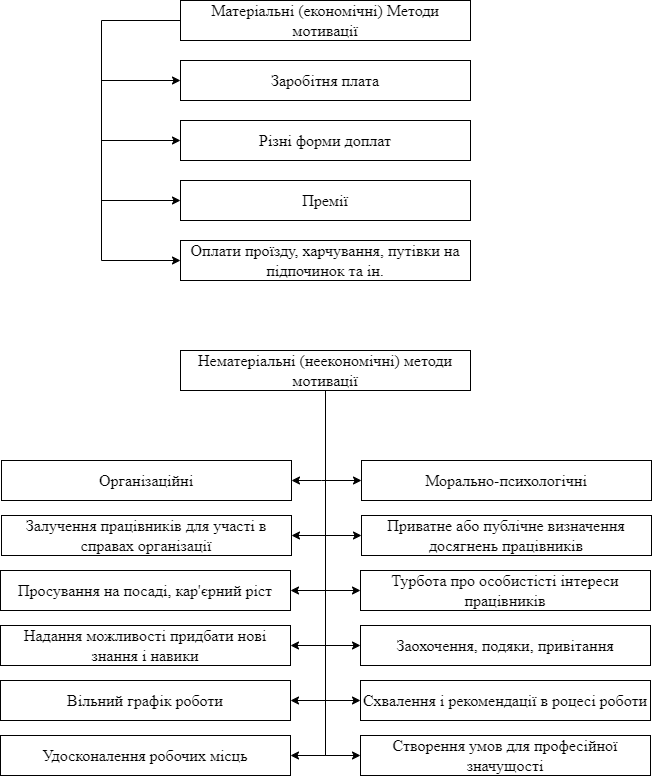 Матеріальні (економічні) Методи
мотивації
Заробітня плата
Різні форми доплат
Премії
Оплати проїзду, харчування, путівки на
підпочинок та ін.
Нематеріальні (неекономічні) методи
мотивації
Організаційні
Морально-психологічні
Залучення працівників для участі в
справах організації
Приватне або публічне визначення
досягнень працівників
Просування на посаді, кар'єрний ріст
Турбота про особистісті інтереси
працівників
Надання можливості придбати нові
знання і навики
Заохочення, подяки, привітання
Вільний графік роботи
Схвалення і рекомендації в роцесі роботи
Удосконалення робочих місць
Створення умов для професійної
значущості